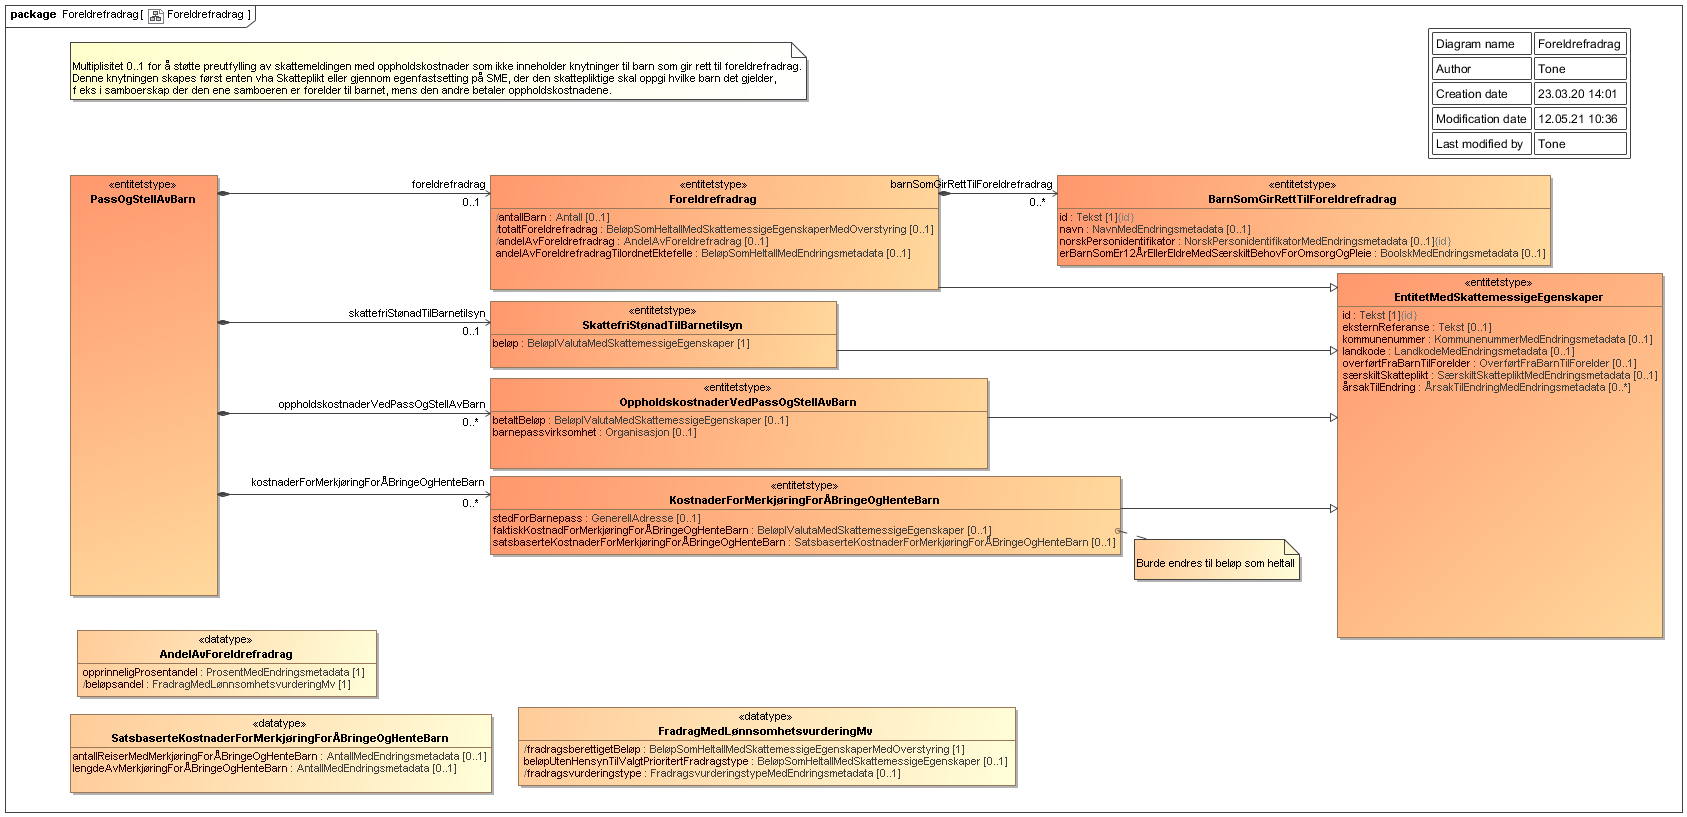 package Foreldrefradrag[ Foreldrefradrag ]
Multiplisitet 0..1 for å støtte preutfylling av skattemeldingen med oppholdskostnader som ikke inneholder knytninger til barn som gir rett til foreldrefradrag.
Denne knytningen skapes først enten vha Skatteplikt eller gjennom egenfastsetting på SME, der den skattepliktige skal oppgi hvilke barn det gjelder,
f eks i samboerskap der den ene samboeren er forelder til barnet, mens den andre betaler oppholdskostnadene.
Diagram name Foreldrefradrag
Author Tone
Creation date 23.03.20 14:01
Modification date 12.05.21 10:36
Last modified by Tone
«entitetstype»
PassOgStellAvBarn
foreldrefradrag
0..1
«entitetstype»
Foreldrefradrag
/antallBarn : Antall [0..1]
/totaltForeldrefradrag : BeløpSomHeltallMedSkattemessigeEgenskaperMedOverstyring [0..1]
/andelAvForeldrefradrag : AndelAvForeldrefradrag [0..1]
andelAvForeldrefradragTilordnetEktefelle : BeløpSomHeltallMedEndringsmetadata [0..1]
barnSomGirRettTilForeldrefradrag
0..*
«entitetstype»
BarnSomGirRettTilForeldrefradrag
id : Tekst [1]{id}
navn : NavnMedEndringsmetadata [0..1]
norskPersonidentifikator : NorskPersonidentifikatorMedEndringsmetadata [0..1]{id}
erBarnSomEr12ÅrEllerEldreMedSærskiltBehovForOmsorgOgPleie : BoolskMedEndringsmetadata [0..1]
«entitetstype»
EntitetMedSkattemessigeEgenskaper
id : Tekst [1]{id}
eksternReferanse : Tekst [0..1]
kommunenummer : KommunenummerMedEndringsmetadata [0..1]
landkode : LandkodeMedEndringsmetadata [0..1]
overførtFraBarnTilForelder : OverførtFraBarnTilForelder [0..1]
særskiltSkatteplikt : SærskiltSkattepliktMedEndringsmetadata [0..1]
årsakTilEndring : ÅrsakTilEndringMedEndringsmetadata [0..*]
skattefriStønadTilBarnetilsyn
0..1
«entitetstype»
SkattefriStønadTilBarnetilsyn
beløp : BeløpIValutaMedSkattemessigeEgenskaper [1]
oppholdskostnaderVedPassOgStellAvBarn
0..*
«entitetstype»
OppholdskostnaderVedPassOgStellAvBarn
betaltBeløp : BeløpIValutaMedSkattemessigeEgenskaper [0..1]
barnepassvirksomhet : Organisasjon [0..1]
kostnaderForMerkjøringForÅBringeOgHenteBarn
0..*
«entitetstype»
KostnaderForMerkjøringForÅBringeOgHenteBarn
stedForBarnepass : GenerellAdresse [0..1]
faktiskKostnadForMerkjøringForÅBringeOgHenteBarn : BeløpIValutaMedSkattemessigeEgenskaper [0..1]
satsbaserteKostnaderForMerkjøringForÅBringeOgHenteBarn : SatsbaserteKostnaderForMerkjøringForÅBringeOgHenteBarn [0..1]
Burde endres til beløp som heltall
«datatype»
AndelAvForeldrefradrag
opprinneligProsentandel : ProsentMedEndringsmetadata [1]
/beløpsandel : FradragMedLønnsomhetsvurderingMv [1]
«datatype»
SatsbaserteKostnaderForMerkjøringForÅBringeOgHenteBarn
antallReiserMedMerkjøringForÅBringeOgHenteBarn : AntallMedEndringsmetadata [0..1]
lengdeAvMerkjøringForÅBringeOgHenteBarn : AntallMedEndringsmetadata [0..1]
«datatype»
FradragMedLønnsomhetsvurderingMv
/fradragsberettigetBeløp : BeløpSomHeltallMedSkattemessigeEgenskaperMedOverstyring [1]
beløpUtenHensynTilValgtPrioritertFradragstype : BeløpSomHeltallMedSkattemessigeEgenskaper [0..1]
/fradragsvurderingstype : FradragsvurderingstypeMedEndringsmetadata [0..1]